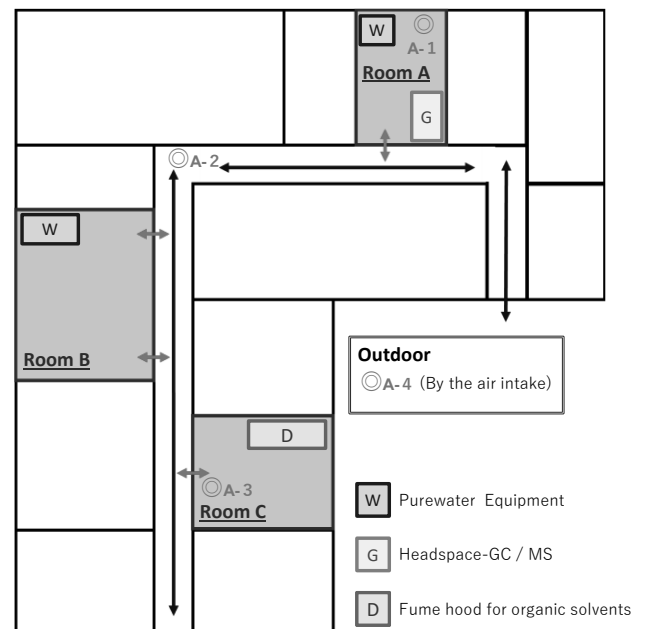 W
A-1
Room A
G
A-2
W
Room B
Outdoor
A-4 (By the air intake)
D
A-3
Room C
W Purewater Equipment
G Headspace-GC / MS
D Fume hood for organic solvents